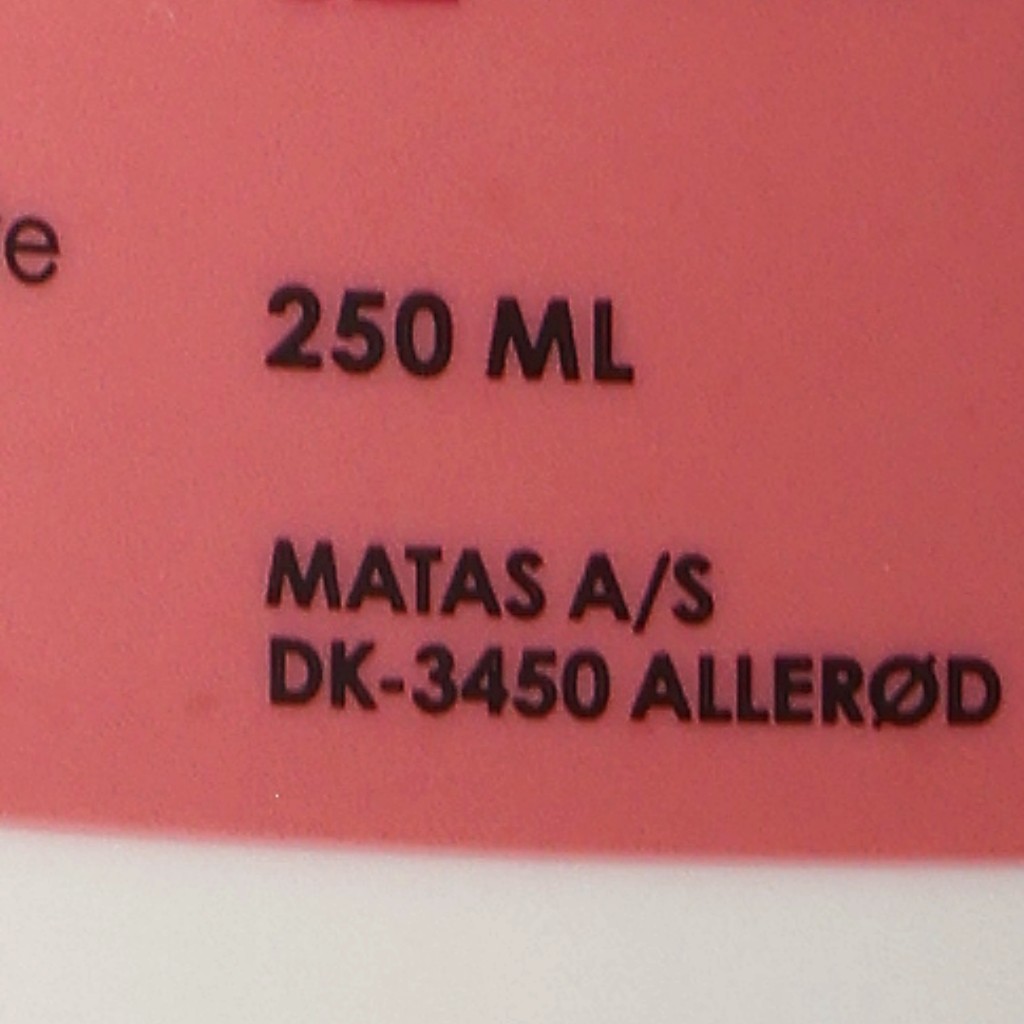 250 ML
MATAS A/S
DK-3450 ALLERØD